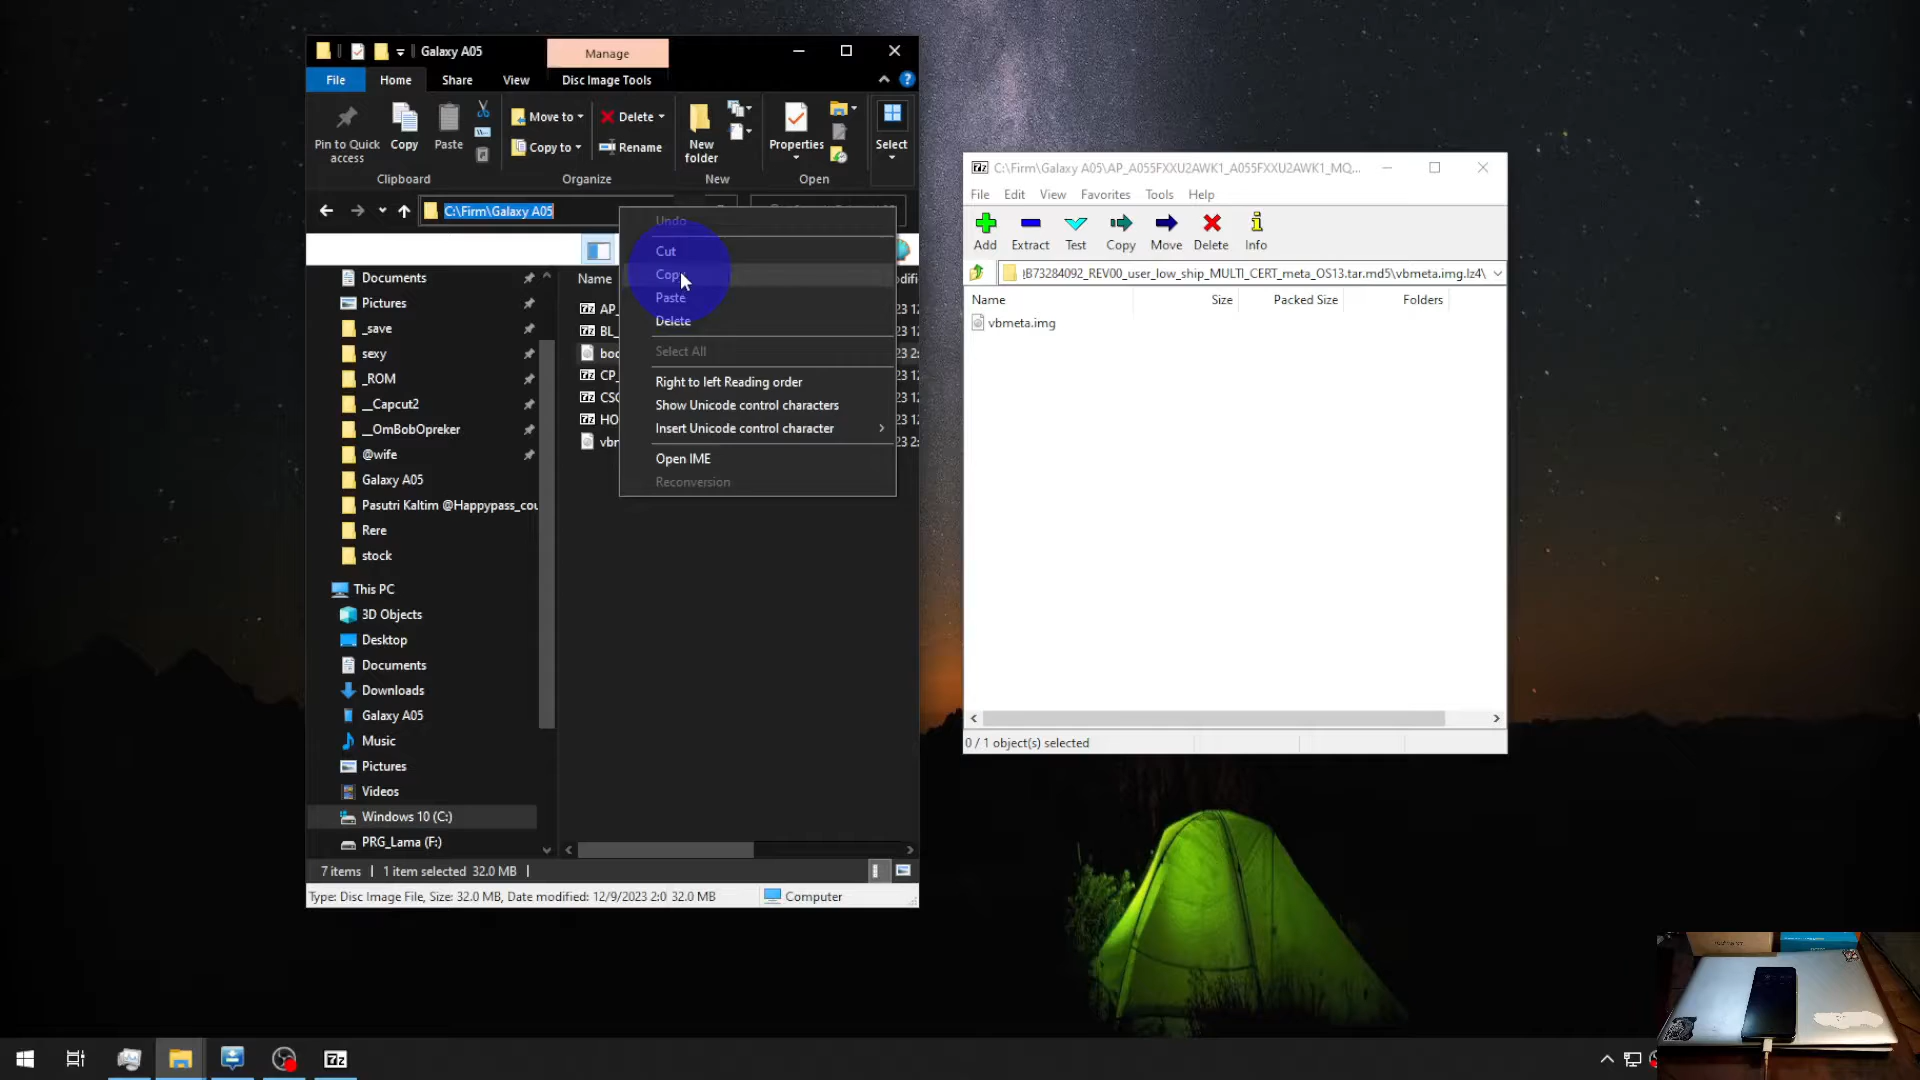 Galaxy A05
Manage
File
Home
Share
View
Disc Image Tools
Pin to Quick access
Copy
Paste
Move to
Copy to
Delete
Rename
New folder
Properties
Select
Clipboard
Organize
New
Open
C:\Firm\Galaxy A05
Undo
Cut
Copy
Paste
Delete
Select All
Right to left Reading order
Show Unicode control characters
Insert Unicode control character
Open IME
Reconversion
Name
AP_
BL_
CP_
Documents
Pictures
_save
sexy
_ROM
__Capcut2
__OmBobOpreker
@wife
Galaxy A05
Pasutri Kaltim @Happypass_cou
Rere
stock
This PC
3D Objects
Desktop
Documents
Downloads
Galaxy A05
Music
Pictures
Videos
Windows 10 (C:)
PRG_Lama (F:)
7 items
1 item selected 32.0 MB
Type: Disc Image File, Size: 32.0 MB, Date modified: 12/9/2023 2:0 32.0 MB
Computer
7z C:\Firm\Galaxy A05\AP_A055FXXU2AWK1_A055FXXU2AWK1_MQ...
File Edit View Favorites Tools Help
Add Extract Test Copy Move Delete Info
B73284092_REV00_user_low_ship_MULTI_CERT_meta_OS13.tar.md5\vbmeta.img.lz4\
Name Size Packed Size Folders
vbmeta.img
0 / 1 object(s) selected
7z